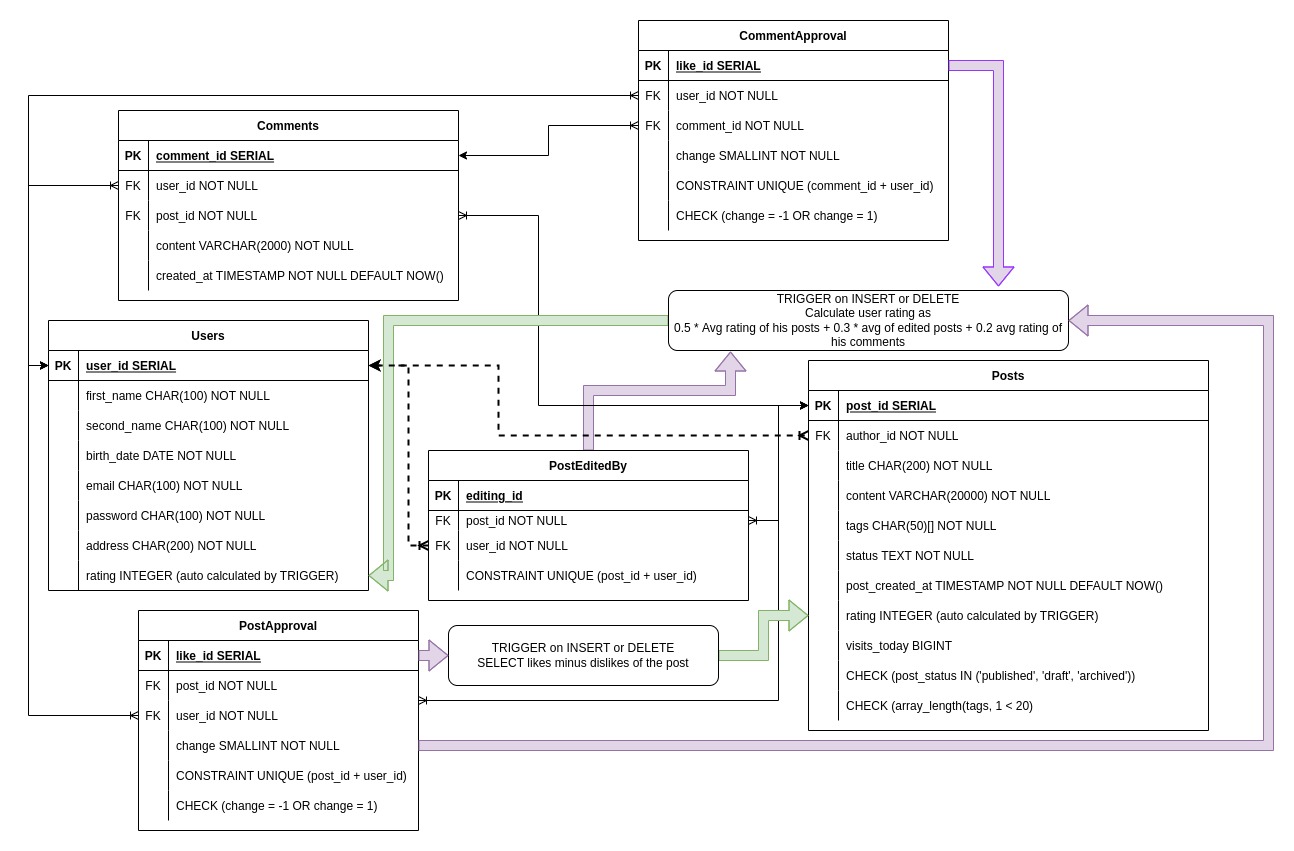 CommentApproval
PK like_id SERIAL
FK user_id NOT NULL
FK comment_id NOT NULL
change SMALLINT NOT NULL
CONSTRAINT UNIQUE (comment_id + user_id)
CHECK (change = -1 OR change = 1)
Comments
PK comment_id SERIAL
FK user_id NOT NULL
FK post_id NOT NULL
content VARCHAR(2000) NOT NULL
created_at TIMESTAMP NOT NULL DEFAULT NOW()
TRIGGER on INSERT or DELETE
Calculate user rating as
0.5 * Avg rating of his posts + 0.3 * avg of edited posts + 0.2 avg rating of
his comments
Users
PK user_id SERIAL
first_name CHAR(100) NOT NULL
second_name CHAR(100) NOT NULL
birth_date DATE NOT NULL
email CHAR(100) NOT NULL
password CHAR(100) NOT NULL
address CHAR(200) NOT NULL
rating INTEGER (auto calculated by TRIGGER)
Posts
PK post_id SERIAL
FK author_id NOT NULL
title CHAR(200) NOT NULL
content VARCHAR(20000) NOT NULL
tags CHAR(50)[] NOT NULL
status TEXT NOT NULL
post_created_at TIMESTAMP NOT NULL DEFAULT NOW()
rating INTEGER (auto calculated by TRIGGER)
visits_today BIGINT
CHECK (post_status IN ('published', 'draft', 'archived'))
CHECK (array_length(tags, 1 < 20)
PostEditedBy
PK editing_id
FK post_id NOT NULL
FK user_id NOT NULL
CONSTRAINT UNIQUE (post_id + user_id)
PostApproval
PK like_id SERIAL
FK post_id NOT NULL
FK user_id NOT NULL
change SMALLINT NOT NULL
CONSTRAINT UNIQUE (post_id + user_id)
CHECK (change = -1 OR change = 1)
TRIGGER on INSERT or DELETE
SELECT likes minus dislikes of the post